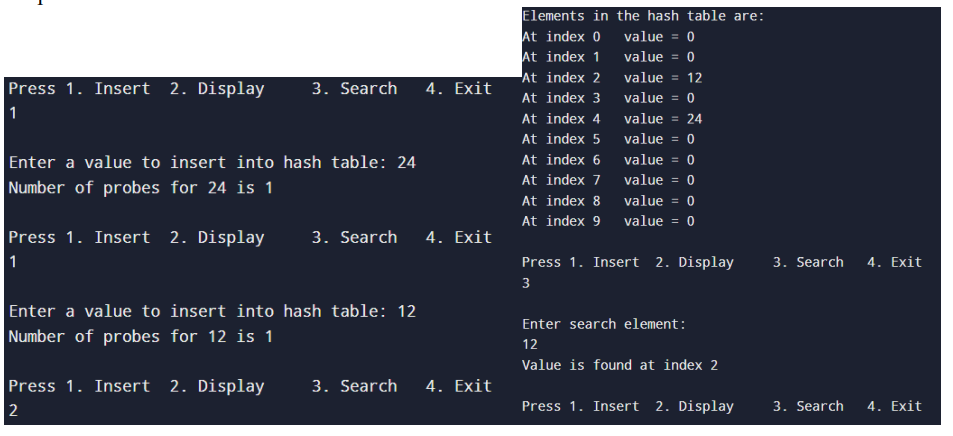 Press 1. Insert 2. Display 3. Search 4. Exit
1
Enter a value to insert into hash table: 24
Number of probes for 24 is 1
Press 1. Insert 2. Display 3. Search 4. Exit
1
Enter a value to insert into hash table: 12
Number of probes for 12 is 1
Press 1. Insert 2. Display 3. Search 4. Exit
2
Elements in the hash table are:
At index 0 value = 0
At index 1 value = 0
At index 2 value = 12
At index 3 value = 0
At index 4 value = 24
At index 5 value = 0
At index 6 value = 0
At index 7 value = 0
At index 8 value = 0
At index 9 value = 0
Press 1. Insert 2. Display 3. Search 4. Exit
3
Enter search element:
12
Value is found at index 2
Press 1. Insert 2. Display 3. Search 4. Exit